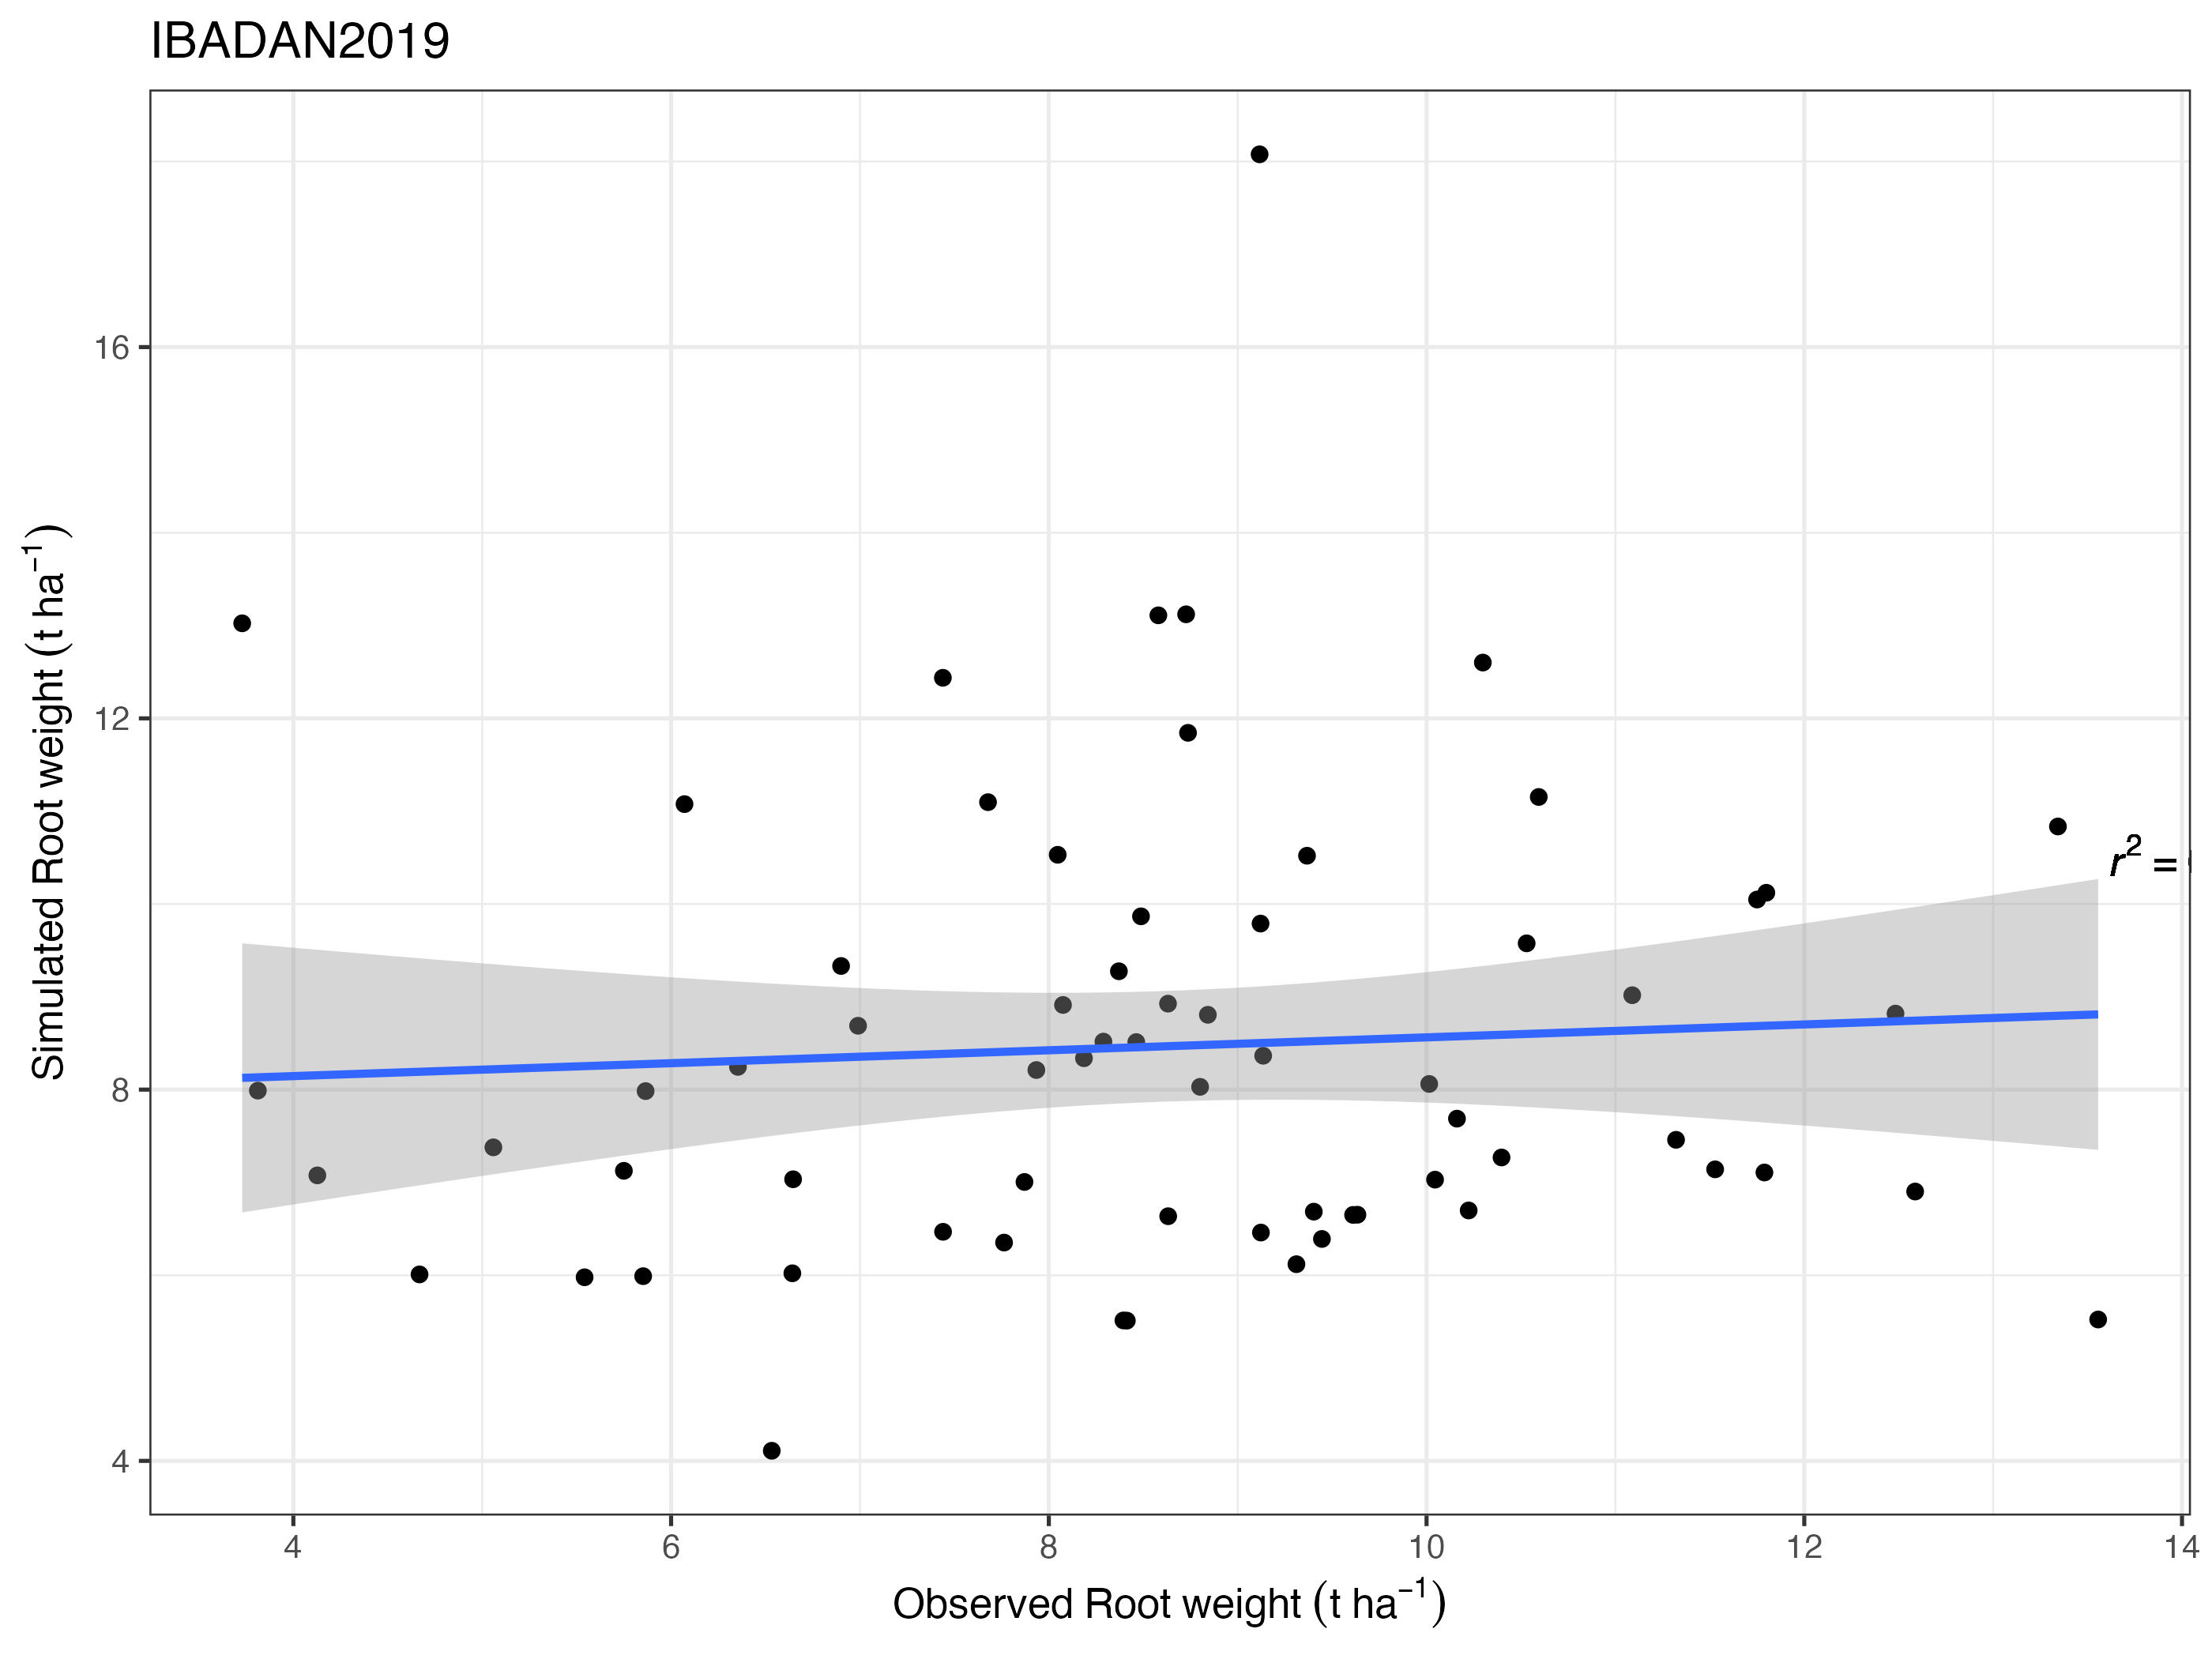 IBADAN2019
Simulated Root weight (t ha⁻¹)
16
12
8
4
r² =
4 6 8 10 12 14
Observed Root weight (t ha⁻¹)